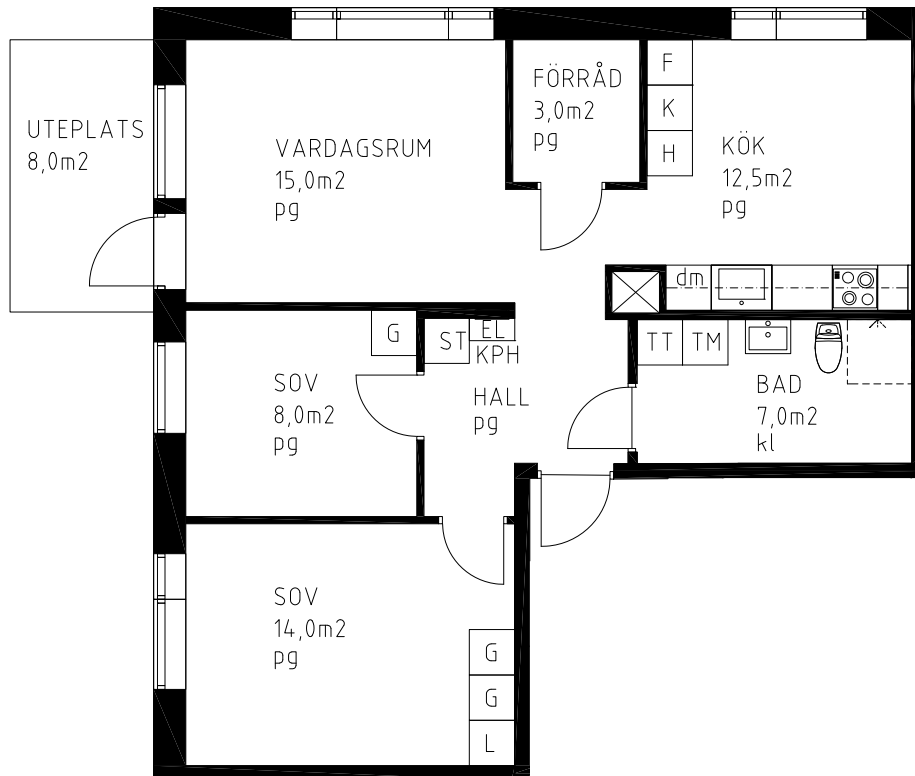 UTEPLATS
8,0m2
VARDAGSRUM
15,0m2
pg
FÖRRÅD
3,0m2
pg
F
K
H
KÖK
12,5m2
pg
dm
G
ST
EL
KPH
HALL
pg
SOV
8,0m2
pg
TT
TM
BAD
7,0m2
kl
SOV
14,0m2
pg
G
G
L